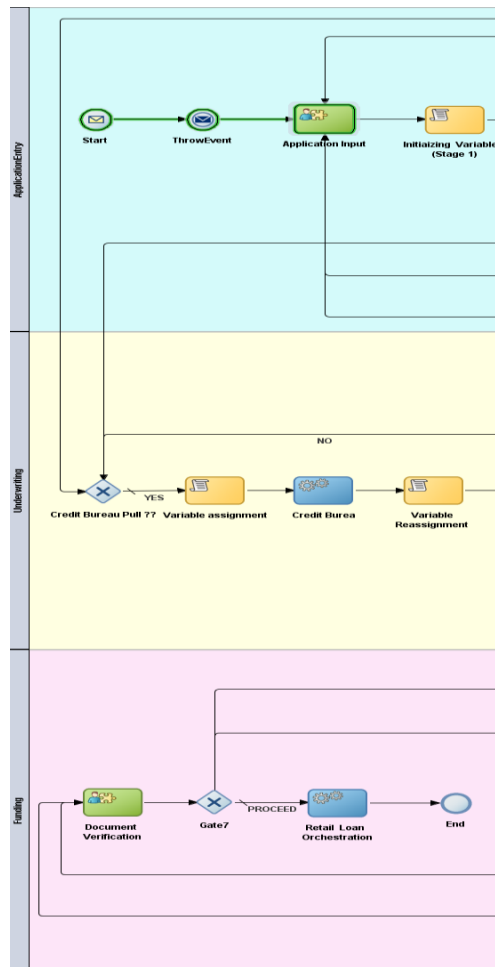 ApplicationEntry
Start
ThrowEvent
Application Input
Initiaizing Variable
(Stage 1)
Underwriting
NO
YES
Credit Bureau Pull ??
Variable assignment
Credit Burea
Variable
Reassignment
Funding
PROCEED
Document
Verification
Gate7
Retail Loan
Orchestration
End